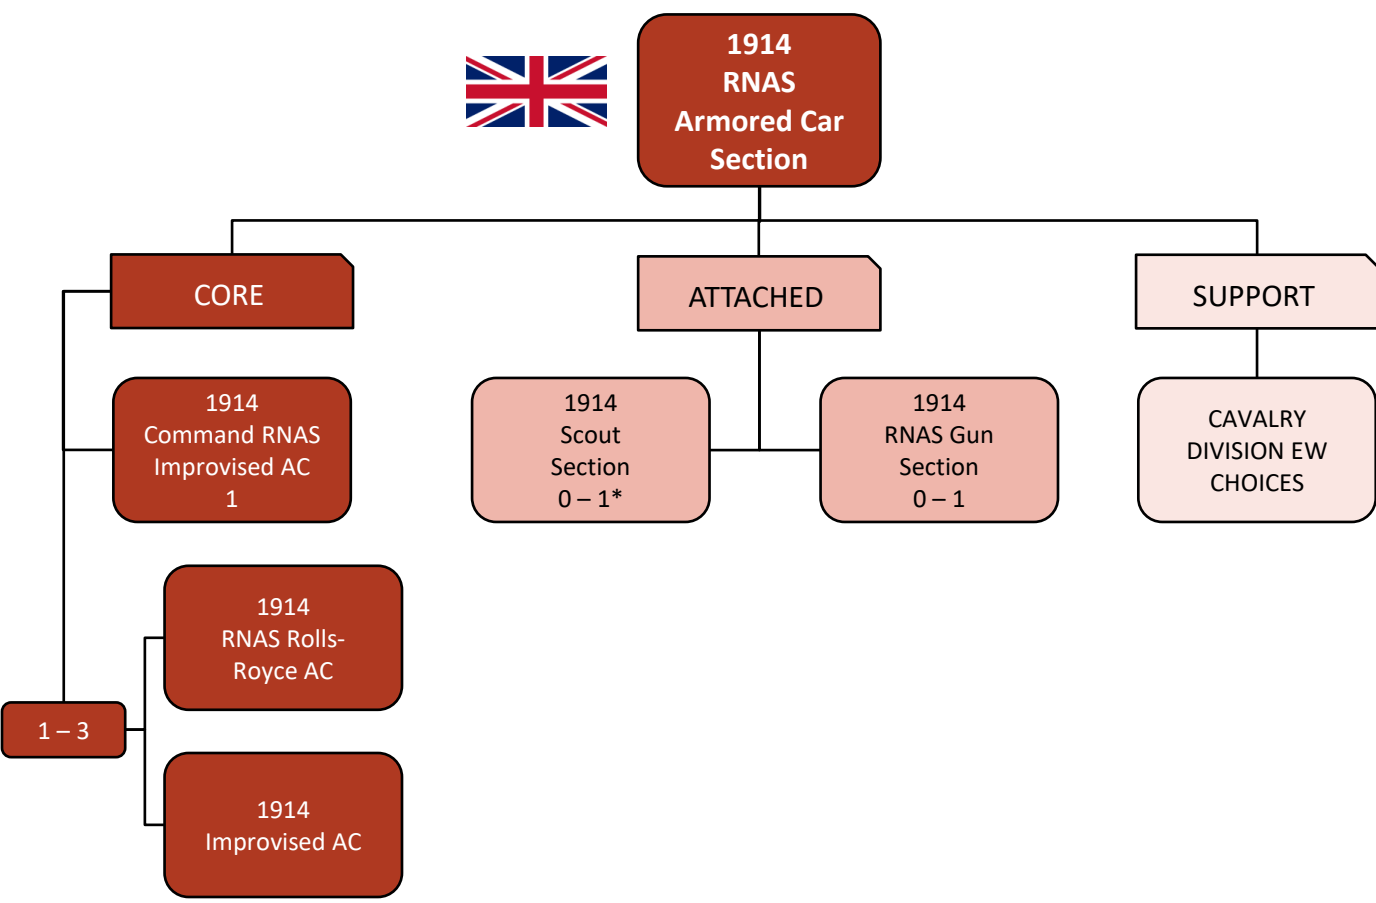 1914
RNAS
Armored Car
Section
CORE
ATTACHED
SUPPORT
1914
Command RNAS
Improvised AC
1
1914
Scout
Section
0 – 1*
1914
RNAS Gun
Section
0 – 1
CAVALRY
DIVISION EW
CHOICES
1914
RNAS Rolls-
Royce AC
1 – 3
1914
Improvised AC